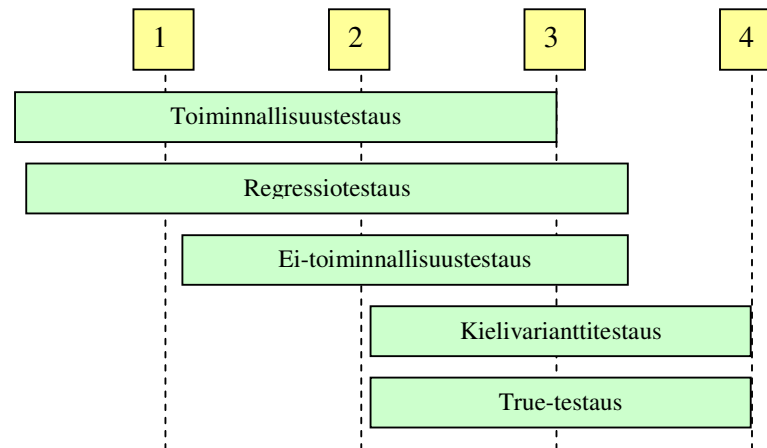 1 2 3 4
Toiminnallisuustestaus
Regressiotestaus
Ei-toiminnallisuustestaus
Kielivarianttitestaus
True-testaus